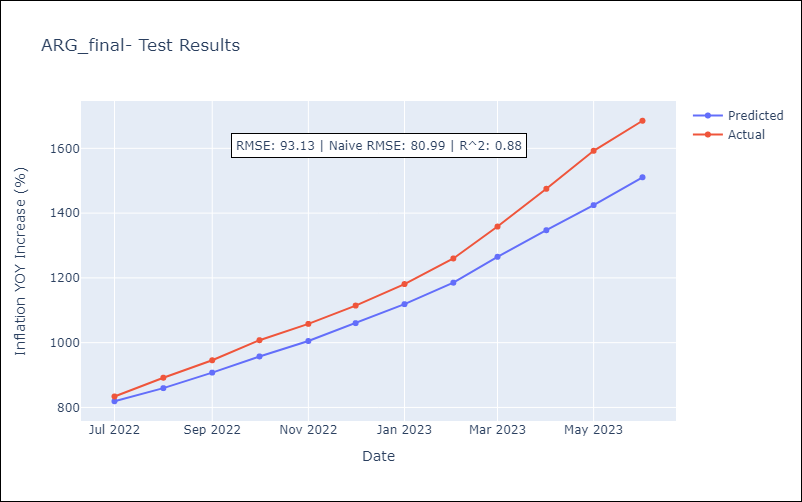 ARG_final- Test Results
Predicted
Actual
RMSE: 93.13 | Naive RMSE: 80.99 | R^2: 0.88
Inflation YOY Increase (%)
1600
1400
1200
1000
800
Jul 2022 Sep 2022 Nov 2022 Jan 2023 Mar 2023 May 2023
Date